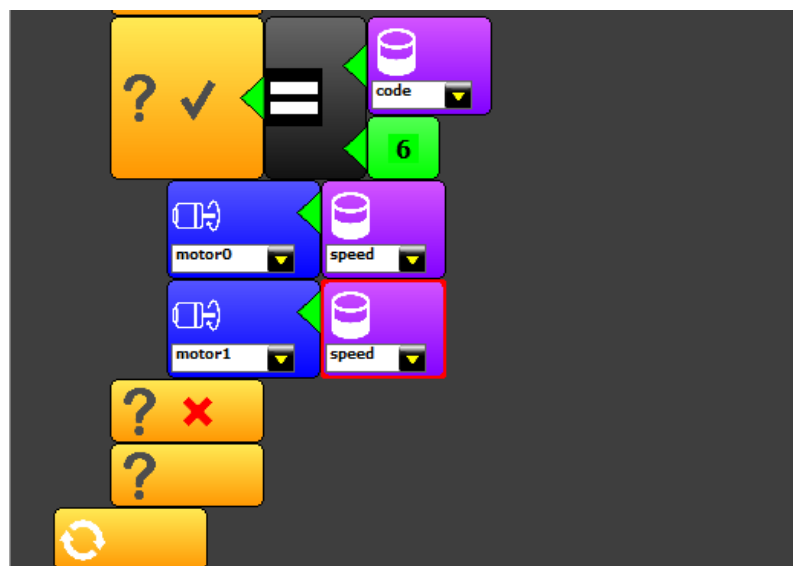 ? ✓
=
code
6
motor0 speed
motor1 speed
?
?